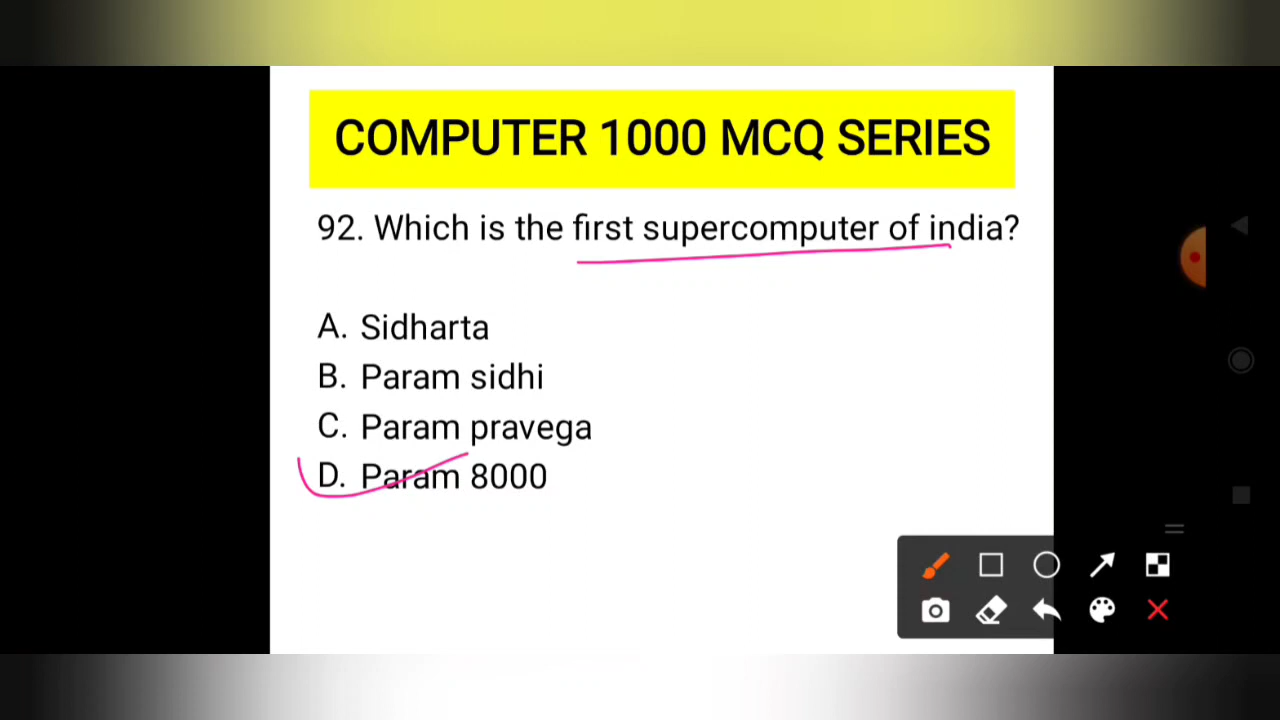 COMPUTER 1000 MCQ SERIES
92. Which is the first supercomputer of india?
A. Sidharta
B. Param sidhi
C. Param pravega
D. Param 8000